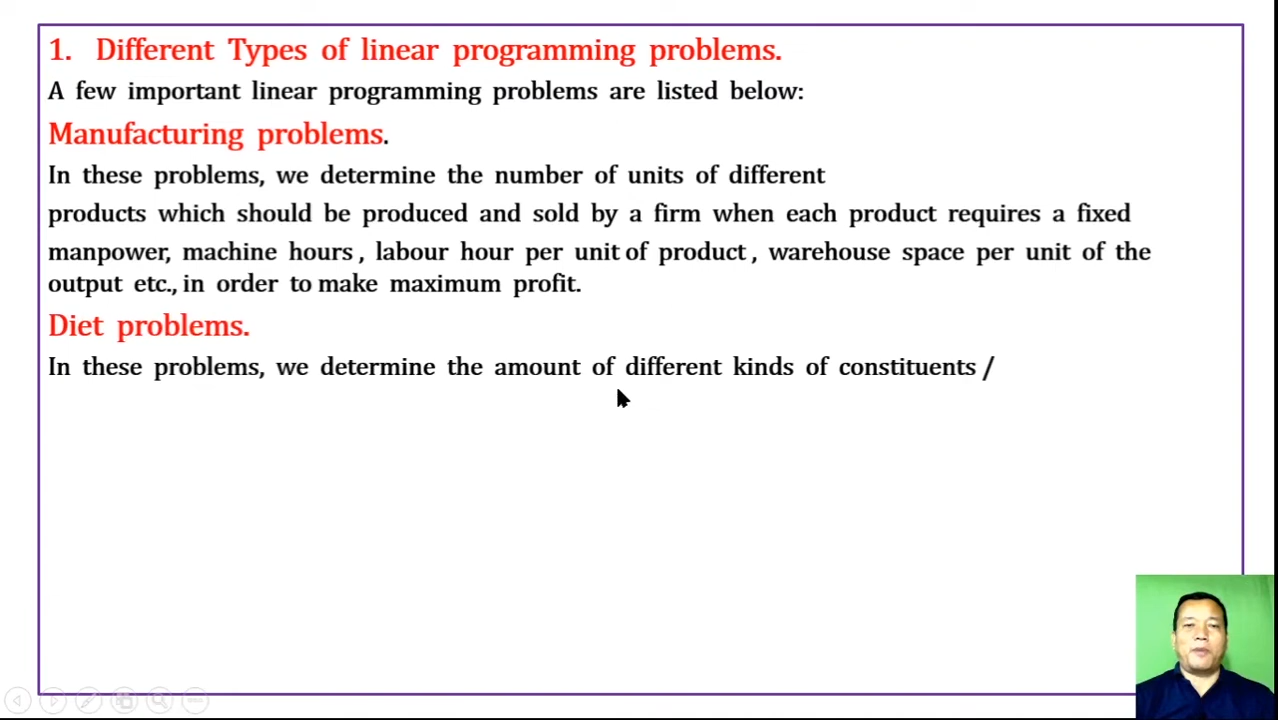 1. Different Types of linear programming problems.
A few important linear programming problems are listed below:
Manufacturing problems.
In these problems, we determine the number of units of different
products which should be produced and sold by a firm when each product requires a fixed
manpower, machine hours , labour hour per unit of product , warehouse space per unit of the
output etc., in order to make maximum profit.
Diet problems.
In these problems, we determine the amount of different kinds of constituents /